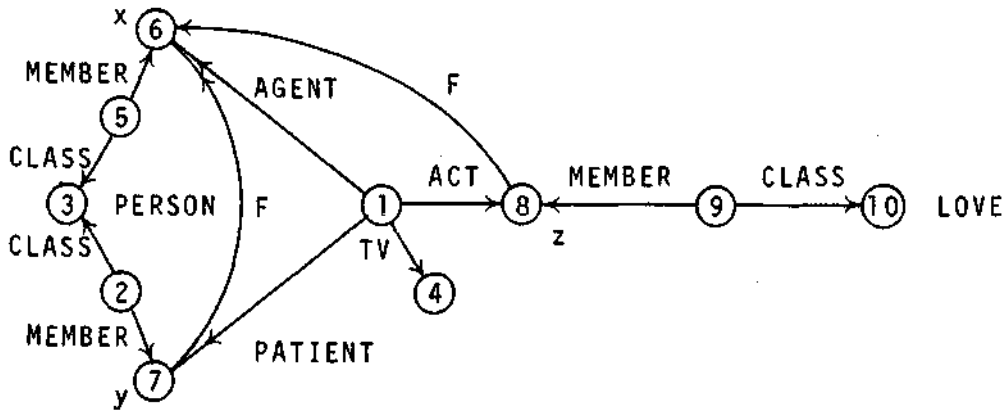 x 6
MEMBER AGENT F
5
CLASS ACT MEMBER CLASS
3 PERSON F 1 8 9 10 LOVE
CLASS TV z
2 4
MEMBER PATIENT
7
y